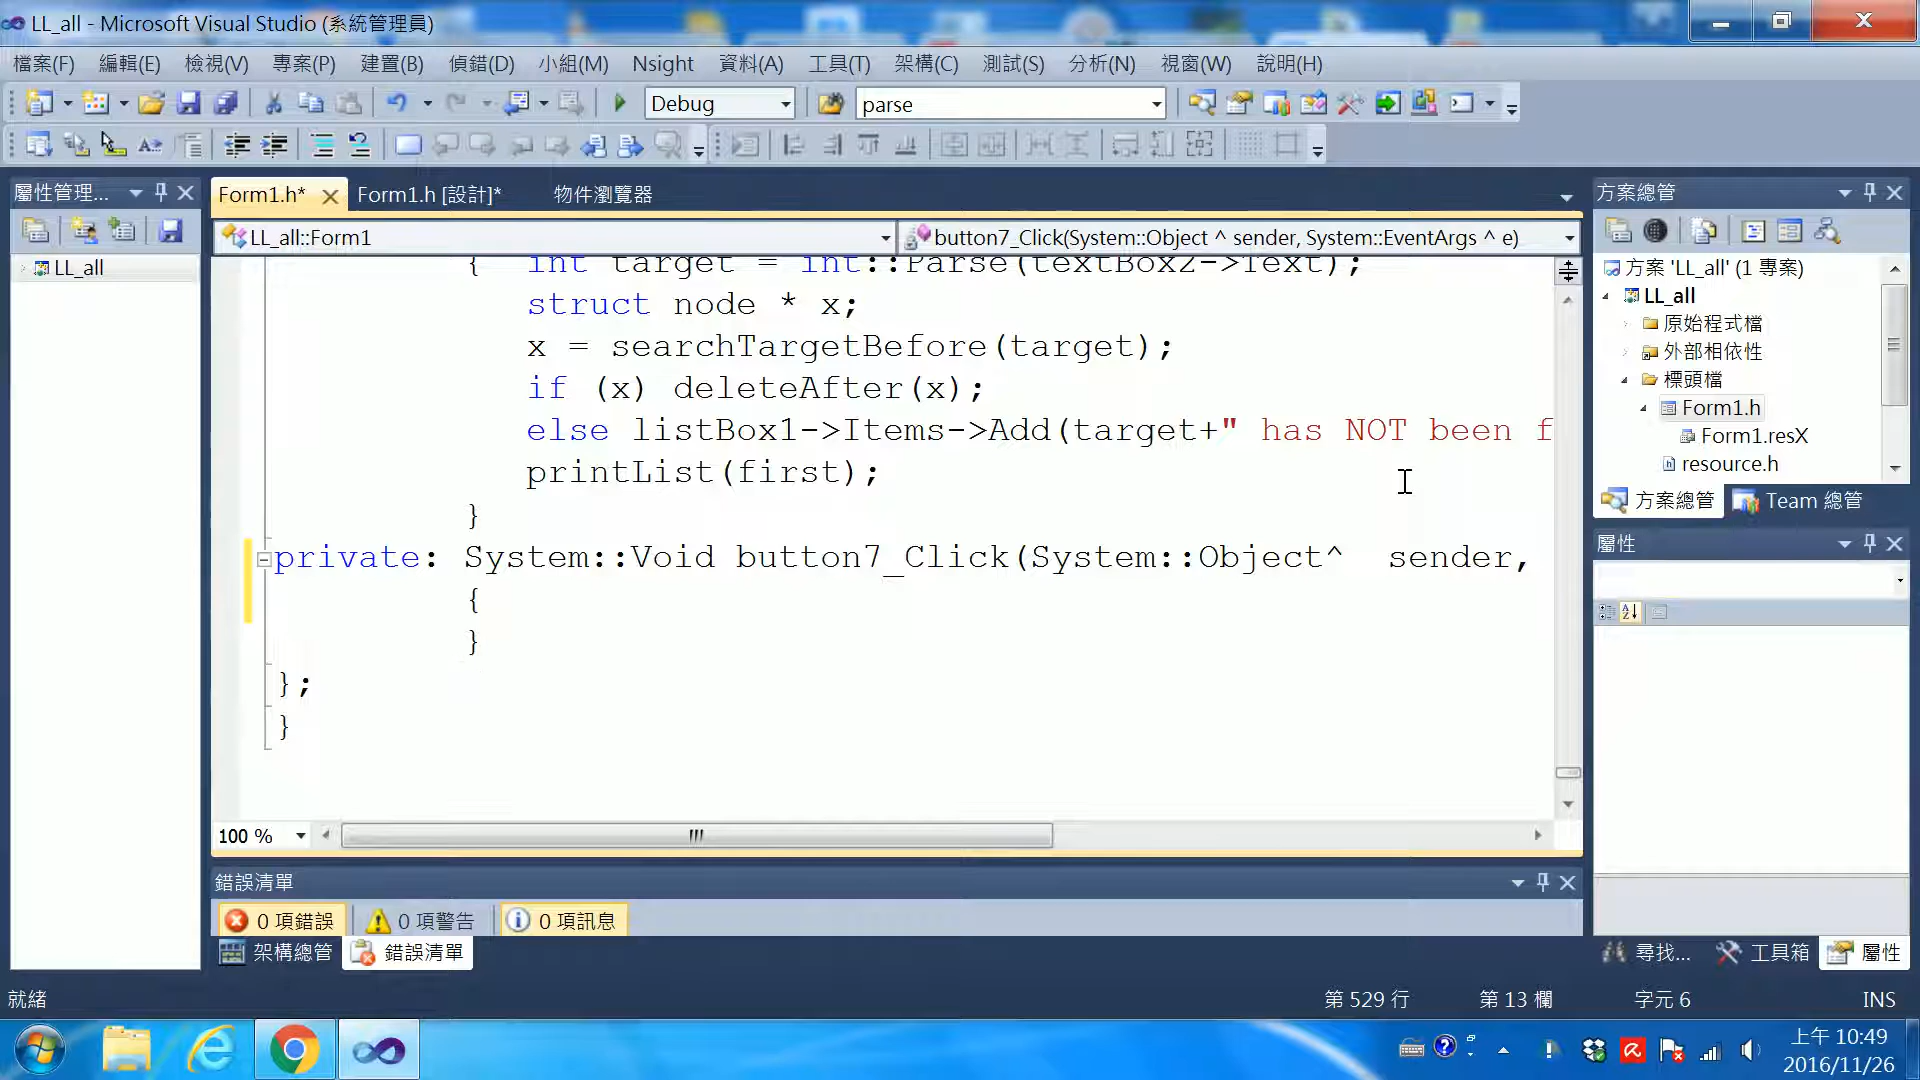 LL_all - Microsoft Visual Studio (系統管理員)
檔案(F) 編輯(E) 檢視(V) 專案(P) 建置(B) 偵錯(D) 小組(M) Nsight 資料(A) 工具(T) 架構(C) 測試(S) 分析(N) 視窗(W) 說明(H)
Debug parse
屬性管理...
LL_all
Form1.h* Form1.h [設計]* 物件瀏覽器
LL_all::Form1 button7_Click(System::Object ^ sender, System::EventArgs ^ e)
{ int target = int::Parse(textBox2->Text);
struct node * x;
x = searchTargetBefore(target);
if (x) deleteAfter(x);
else listBox1->Items->Add(target+" has NOT been f
printList(first);
}
private: System::Void button7_Click(System::Object^ sender,
{
}
};
}
100 %
錯誤清單
0 項錯誤 0 項警告 0 項訊息
架構總管 錯誤清單
方案總管
方案 'LL_all' (1 專案)
LL_all
原始程式檔
外部相依性
標頭檔
Form1.h
Form1.resX
resource.h
方案總管 Team 總管
屬性
尋找... 工具箱 屬性
就緒 第 529 行 第 13 欄 字元 6 INS
上午 10:49
2016/11/26